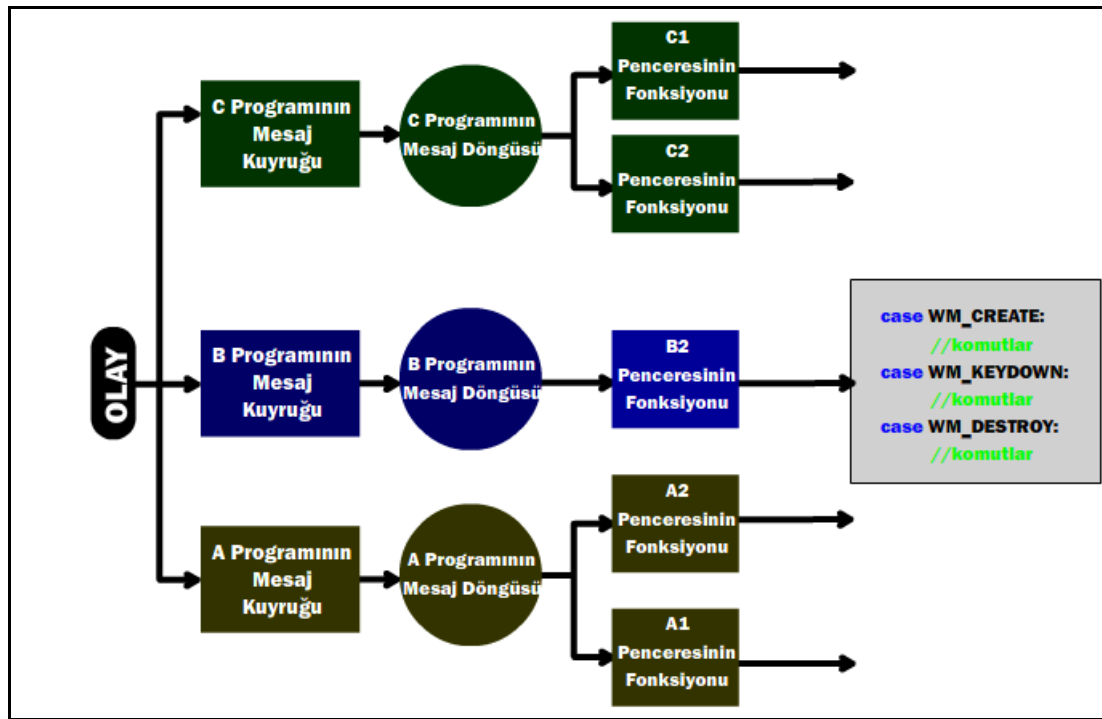 OLAY
C Programının
Mesaj
Kuyruğu
C Programının
Mesaj Döngüsü
C1
Penceresinin
Fonksiyonu
C2
Penceresinin
Fonksiyonu
B Programının
Mesaj
Kuyruğu
B Programının
Mesaj Döngüsü
B2
Penceresinin
Fonksiyonu
case WM_CREATE:
//komutlar
case WM_KEYDOWN:
//komutlar
case WM_DESTROY:
//komutlar
A Programının
Mesaj
Kuyruğu
A Programının
Mesaj Döngüsü
A2
Penceresinin
Fonksiyonu
A1
Penceresinin
Fonksiyonu